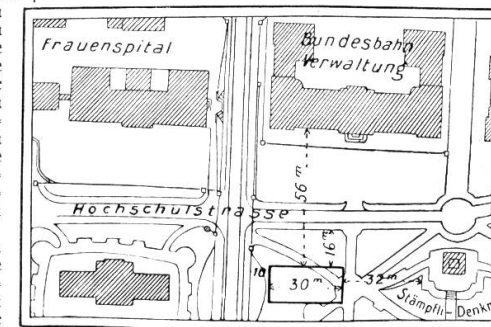 Frauenspital
Bundesbahn
Verwaltung
56 m
Hochschulstrasse
16 m
10
30 m
32 m
Stämpfli-Denkm